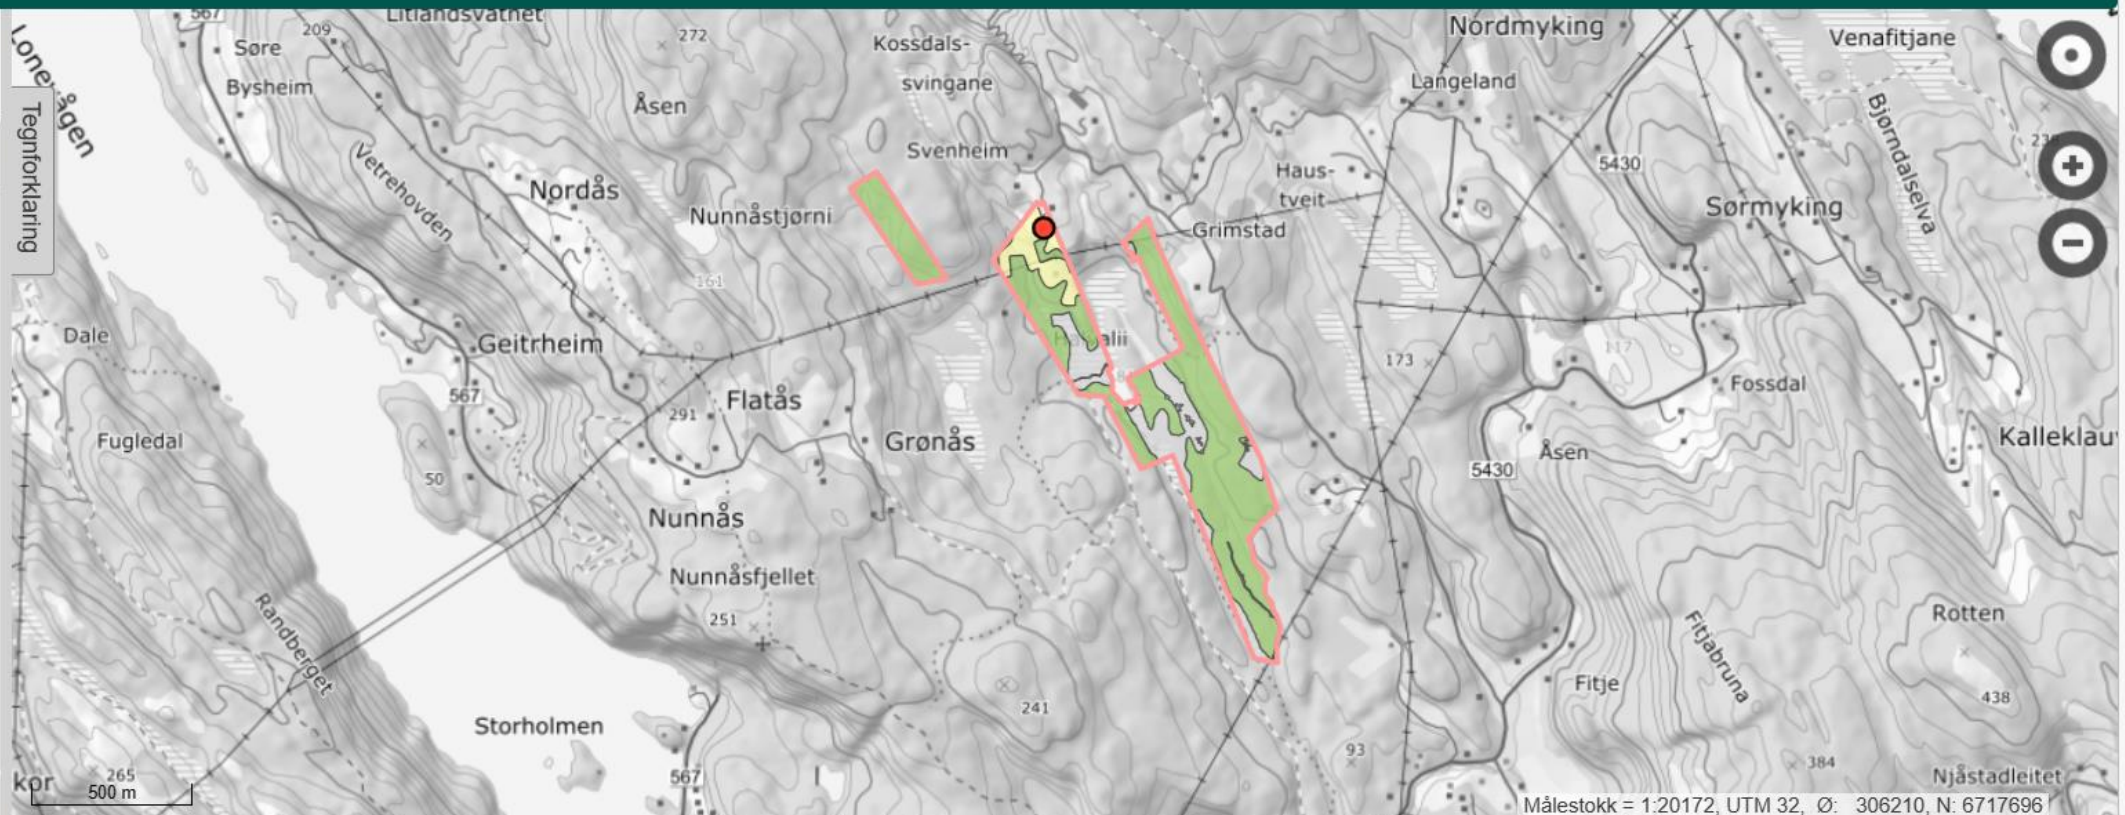 567
Litlandsvatnet
Nordmyking
Lonevågen
209
Søre
Bysheim
272
Kossdals-
svingane
Venafitjane
Langeland
Åsen
Tegnforklaring
Bjørndalselva
Vetrehovden
Svenheim
5430
Haus-
tveit
Nordås
Nunnåstjørni
Grimstad
Sørmyking
161
Dale
Geitrheim
173
117
567
Flatås
291
Fossdal
Fugledal
Grønås
Åsen
50
5430
Nunnås
Nunnåsfjellet
251
Randberget
Rotten
Fitjabruna
241
Fitje
438
Storholmen
93
384
567
265
500 m
Njåstadleitet
Målestokk = 1:20172, UTM 32, Ø: 306210, N: 6717696